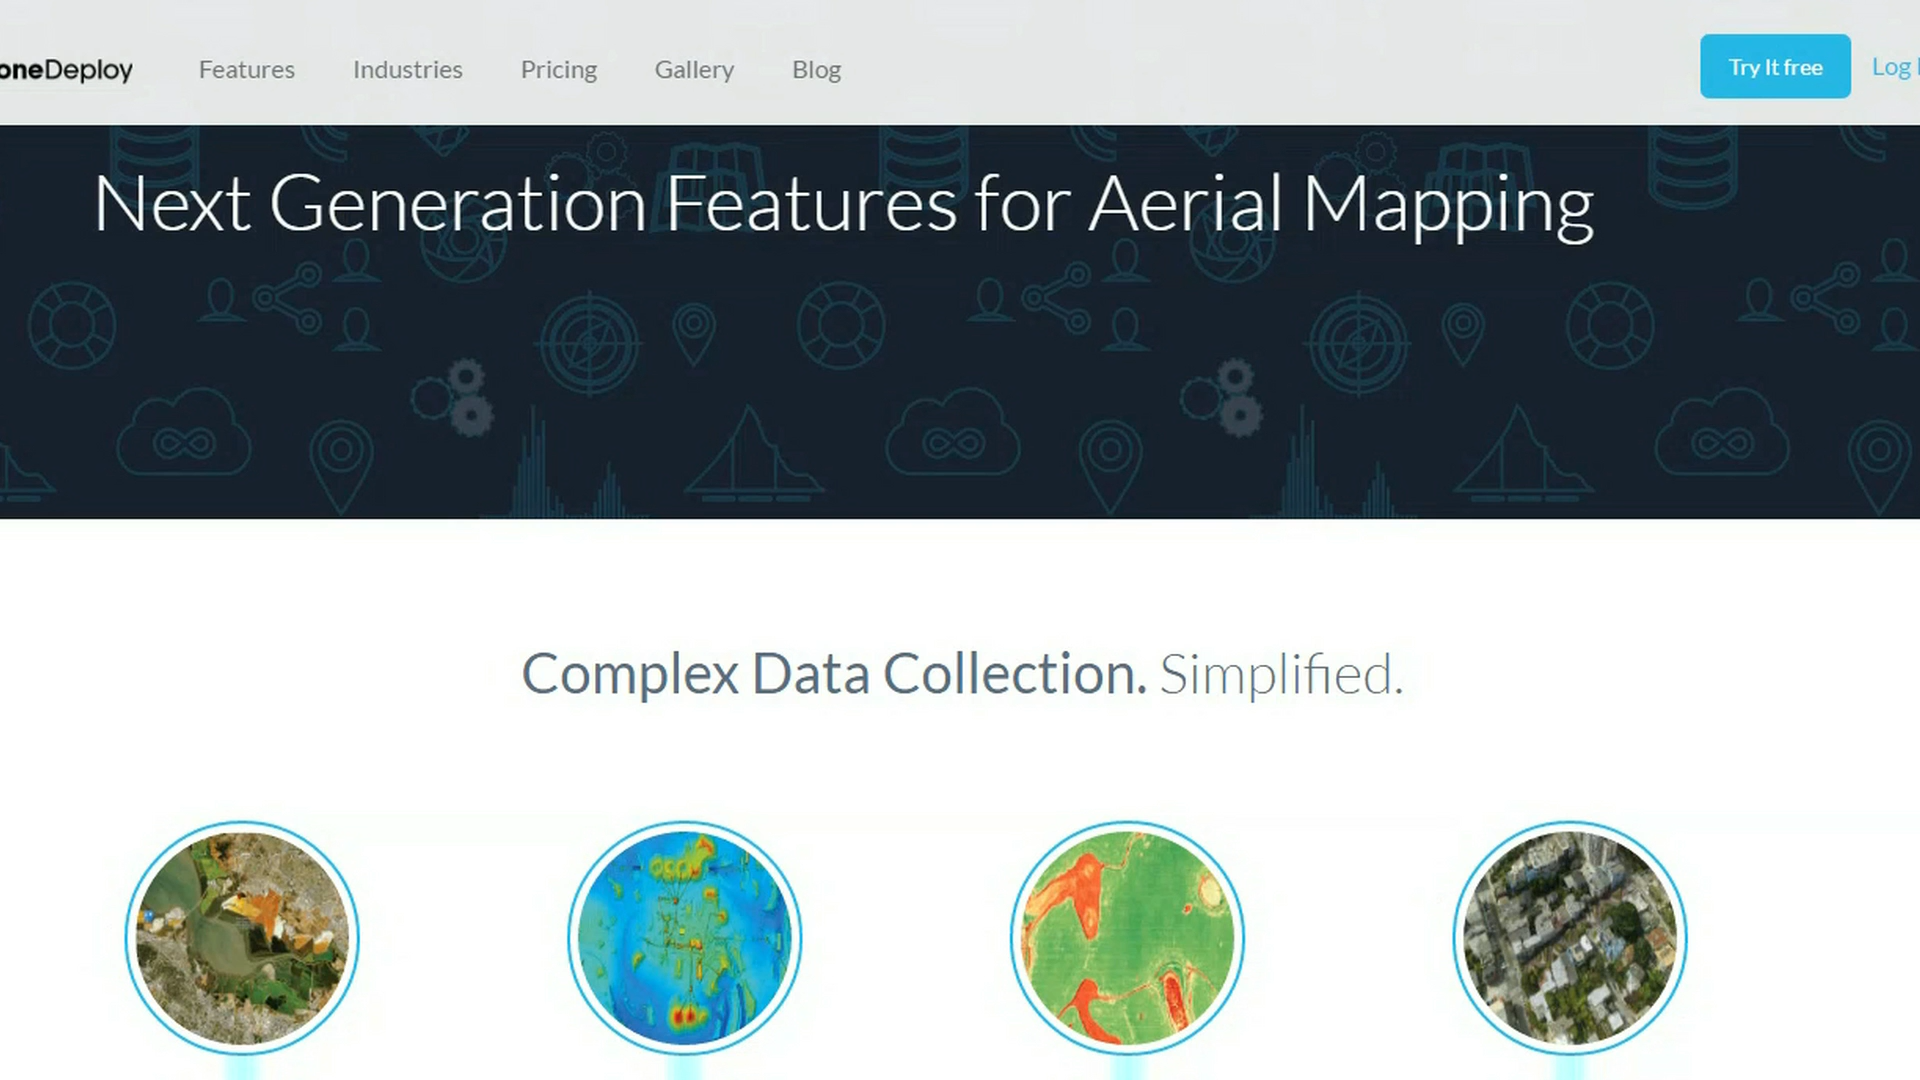 oneDeploy Features Industries Pricing Gallery Blog Try It free Log
Next Generation Features for Aerial Mapping
Complex Data Collection. Simplified.